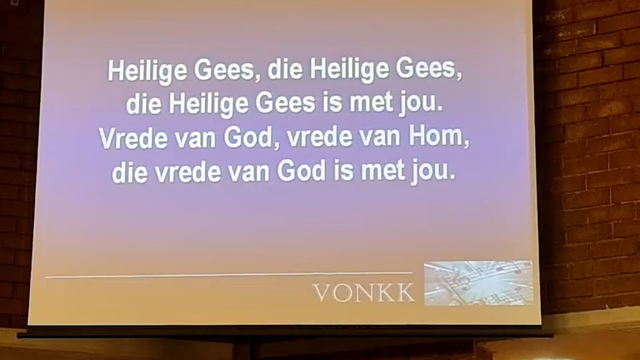 Heilige Gees, die Heilige Gees,
die Heilige Gees is met jou.
Vrede van God, vrede van Hom,
die vrede van God is met jou.
VONKK